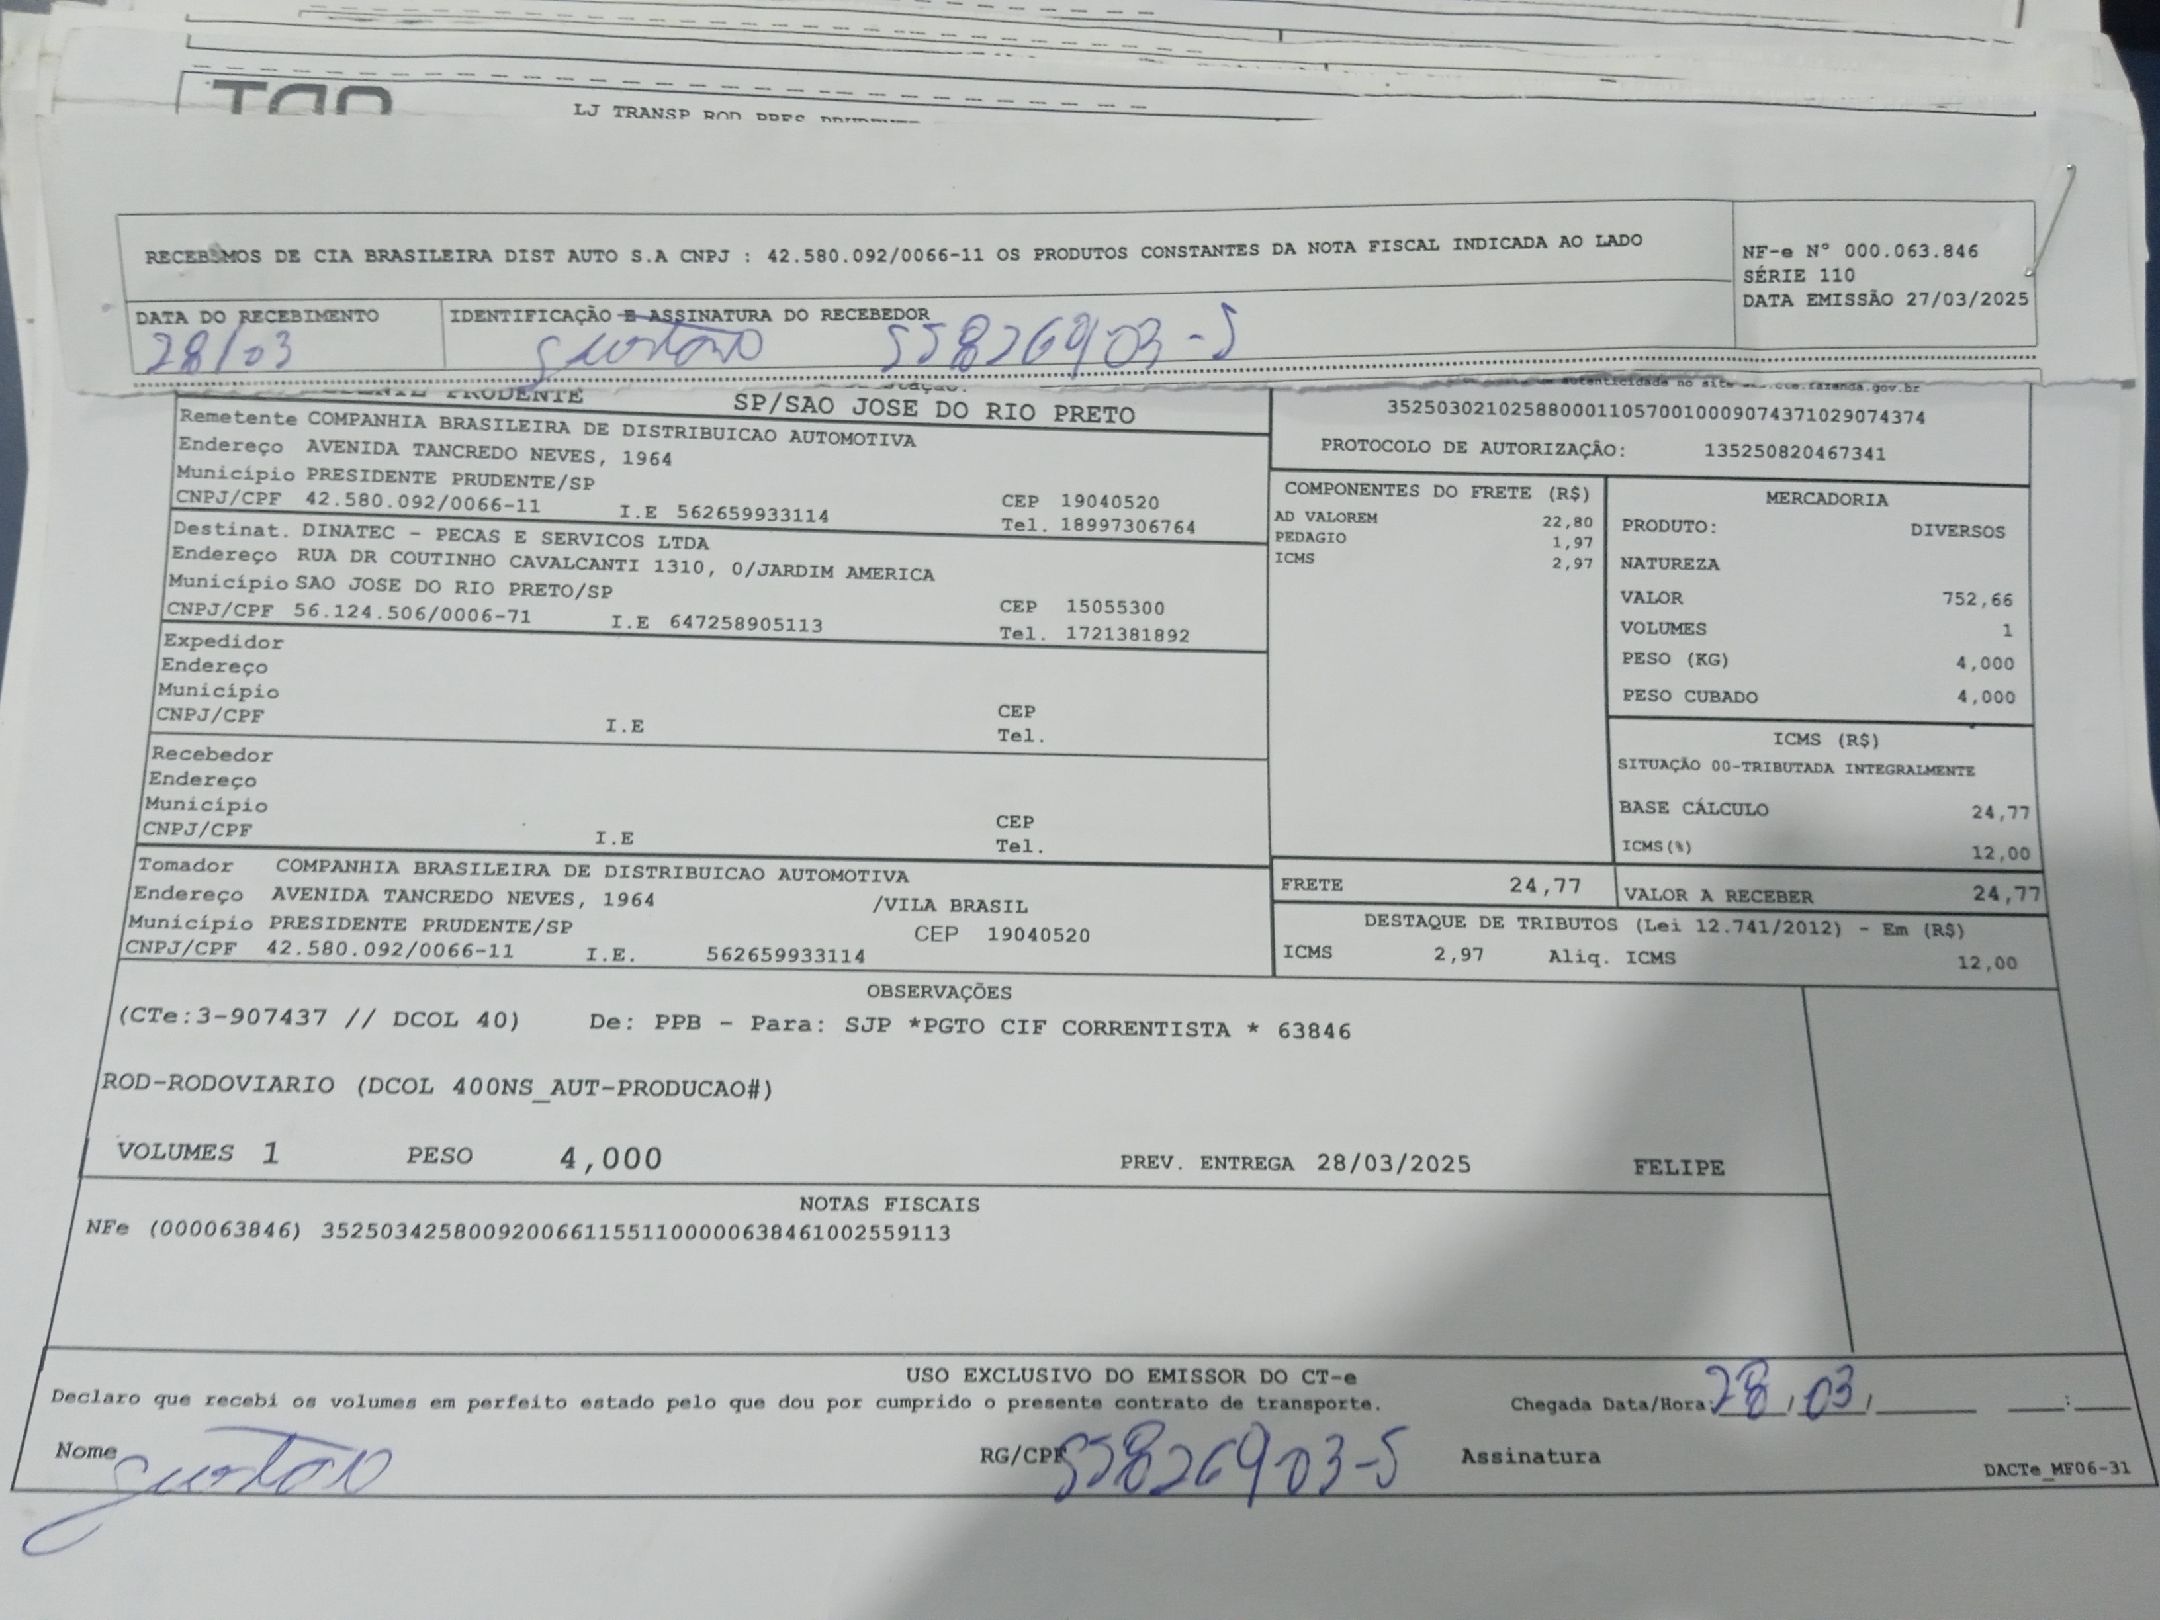 LJ TRANSP ROD PRES PRUDENTE
RECEBEMOS DE CIA BRASILEIRA DIST AUTO S.A CNPJ : 42.580.092/0066-11 OS PRODUTOS CONSTANTES DA NOTA FISCAL INDICADA AO LADO
NF-e Nº 000.063.846
SÉRIE 110
DATA EMISSÃO 27/03/2025
DATA DO RECEBIMENTO
IDENTIFICAÇÃO E ASSINATURA DO RECEBEDOR
28/03
Gustavo 55826903-5
PRUDENTE SP/SAO JOSE DO RIO PRETO
autenticidade no site www.cte.fazenda.gov.br
35250302102588000110570010009074371029074374
PROTOCOLO DE AUTORIZAÇÃO: 135250820467341
Remetente COMPANHIA BRASILEIRA DE DISTRIBUICAO AUTOMOTIVA
Endereço AVENIDA TANCREDO NEVES, 1964
Município PRESIDENTE PRUDENTE/SP
CEP 19040520
CNPJ/CPF 42.580.092/0066-11 I.E 562659933114
Tel. 18997306764
Destinat. DINATEC - PECAS E SERVICOS LTDA
Endereço RUA DR COUTINHO CAVALCANTI 1310, 0/JARDIM AMERICA
Município SAO JOSE DO RIO PRETO/SP
CEP 15055300
CNPJ/CPF 56.124.506/0006-71 I.E 647258905113
Tel. 1721381892
Expedidor
Endereço
Município
CEP
CNPJ/CPF I.E
Tel.
Recebedor
Endereço
Município
CEP
CNPJ/CPF I.E
Tel.
Tomador COMPANHIA BRASILEIRA DE DISTRIBUICAO AUTOMOTIVA
Endereço AVENIDA TANCREDO NEVES, 1964 /VILA BRASIL
Município PRESIDENTE PRUDENTE/SP CEP 19040520
CNPJ/CPF 42.580.092/0066-11 I.E. 562659933114
COMPONENTES DO FRETE (R$)
AD VALOREM 22,80
PEDAGIO 1,97
ICMS 2,97
MERCADORIA
PRODUTO: DIVERSOS
NATUREZA
VALOR 752,66
VOLUMES 1
PESO (KG) 4,000
PESO CUBADO 4,000
ICMS (R$)
SITUAÇÃO 00-TRIBUTADA INTEGRALMENTE
BASE CÁLCULO 24,77
ICMS(%) 12,00
FRETE 24,77
VALOR A RECEBER 24,77
DESTAQUE DE TRIBUTOS (Lei 12.741/2012) - Em (R$)
ICMS 2,97 Aliq. ICMS 12,00
OBSERVAÇÕES
(CTe:3-907437 // DCOL 40) De: PPB - Para: SJP *PGTO CIF CORRENTISTA * 63846
ROD-RODOVIARIO (DCOL 400NS_AUT-PRODUCAO#)
VOLUMES 1 PESO 4,000 PREV. ENTREGA 28/03/2025 FELIPE
NOTAS FISCAIS
NFe (000063846) 35250342580092006611551100000638461002559113
USO EXCLUSIVO DO EMISSOR DO CT-e
Declaro que recebi os volumes em perfeito estado pelo que dou por cumprido o presente contrato de transporte.
Chegada Data/Hora: 28/03/
Nome Gustavo RG/CPF 55826903-5 Assinatura
DACTe_MF06-31